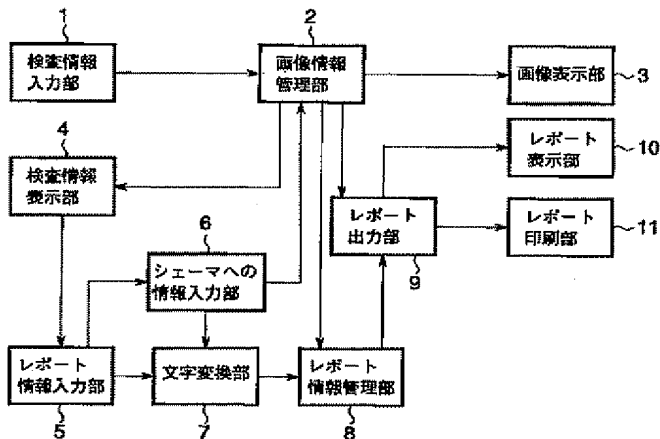 1
検査情報
入力部
2
画像情報
管理部
画像表示部
3
4
検査情報
表示部
レポート
表示部
10
6
シェーマへの
情報入力部
レポート
出力部
9
レポート
印刷部
11
レポート
情報入力部
5
文字変換部
7
レポート
情報管理部
8